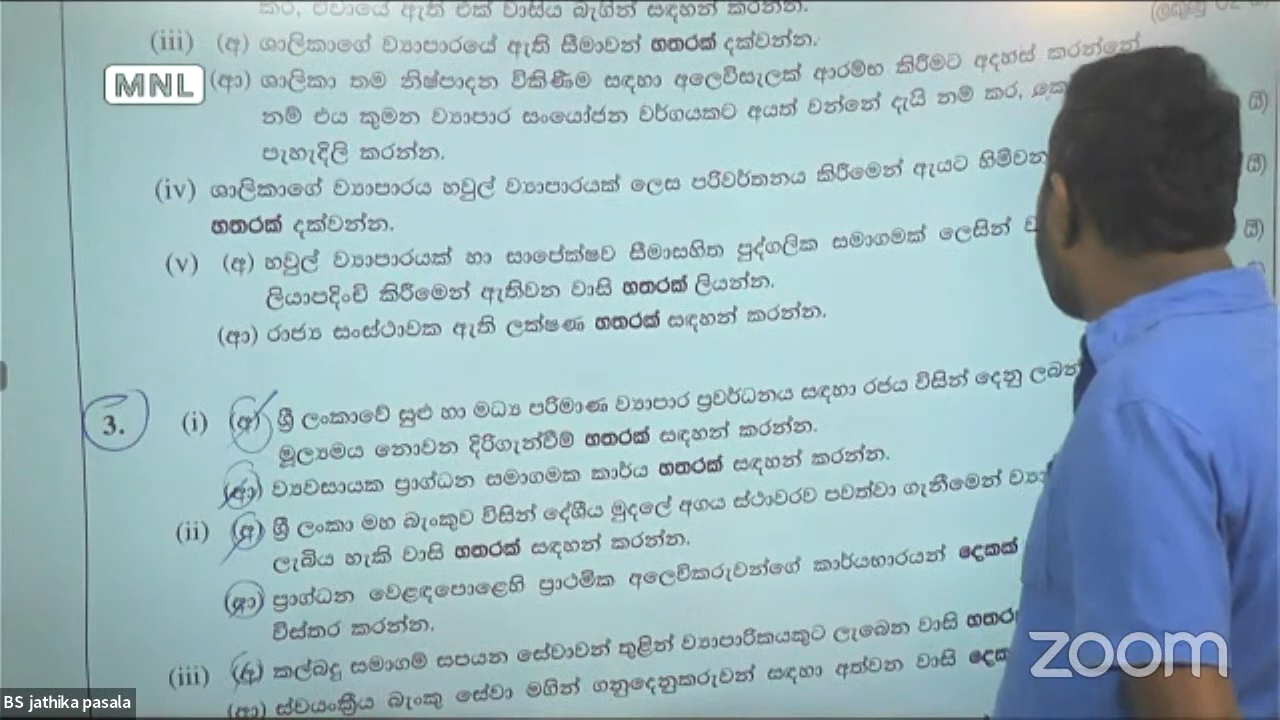 කර, ඒවායේ ඇති එක් වාසිය බැගින් සඳහන් කරන්න.
(iii) (අ) ශාලිකාගේ ව්‍යාපාරයේ ඇති සීමාවන් හතරක් දක්වන්න.
MNL (ආ) ශාලිකා තම නිෂ්පාදන විකිණීම සඳහා අලෙවිසැලක් ආරම්භ කිරීමට අදහස් කරන්නේ
නම් එය කුමන ව්‍යාපාර සංයෝජන වර්ගයකට අයත් වන්නේ දැයි නම් කර,
පැහැදිලි කරන්න.
(iv) ශාලිකාගේ ව්‍යාපාරය හවුල් ව්‍යාපාරයක් ලෙස පරිවර්තනය කිරීමෙන් ඇයට හිමිවන
හතරක් දක්වන්න.
(v) (අ) හවුල් ව්‍යාපාරයක් හා සාපේක්ෂව සීමාසහිත පුද්ගලික සමාගමක් ලෙසින්
ලියාපදිංචි කිරීමෙන් ඇතිවන වාසි හතරක් ලියන්න.
(ආ) රාජ්‍ය සංස්ථාවක ඇති ලක්ෂණ හතරක් සඳහන් කරන්න.
3. (i) (අ) ශ්‍රී ලංකාවේ සුළු හා මධ්‍ය පරිමාණ ව්‍යාපාර ප්‍රවර්ධනය සඳහා රජය විසින් දෙනු
මූල්‍යමය නොවන දිරිගැන්වීම් හතරක් සඳහන් කරන්න.
(ආ) ව්‍යවසායක ප්‍රාග්ධන සමාගමක කාර්ය හතරක් සඳහන් කරන්න.
(ii) (අ) ශ්‍රී ලංකා මහ බැංකුව විසින් දේශීය මුදලේ අගය ස්ථාවරව පවත්වා ගැනීමෙන්
ලැබිය හැකි වාසි හතරක් සඳහන් කරන්න.
(ආ) ප්‍රාග්ධන වෙළඳපොළෙහි ප්‍රාථමික අලෙවිකරුවන්ගේ කාර්යභාරයන් දෙකක්
විස්තර කරන්න.
(iii) (අ) කල්බදු සමාගම් සපයන සේවාවන් තුළින් ව්‍යාපාරිකයකුට ලැබෙන වාසි
(ආ) ස්වයංක්‍රීය බැංකු සේවා මගින් ගනුදෙනුකරුවන් සඳහා අත්වන වාසි
zoom
BS jathika pasala